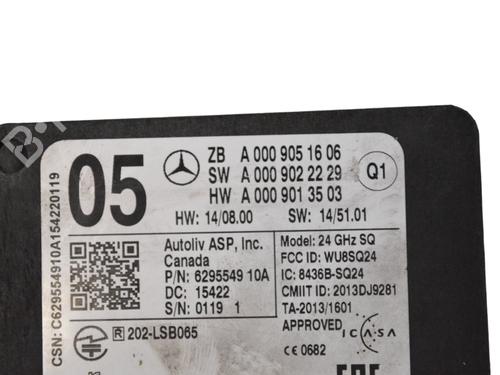 05
ZB A 000 905 16 06
SW A 000 902 22 29
HW A 000 901 35 03
Q1
HW: 14/08.00 SW: 14/51.01
CSN: C629554910A154220119
Autoliv ASP, Inc.
Canada
P/N: 6295549 10A
DC: 15422
S/N: 0119 1
Model: 24 GHz SQ
FCC ID: WU8SQ24
IC: 8436B-SQ24
CMIIT ID: 2013DJ9281
TA-2013/1601
APPROVED
ICASA
R 202-LSB065
CE 0682